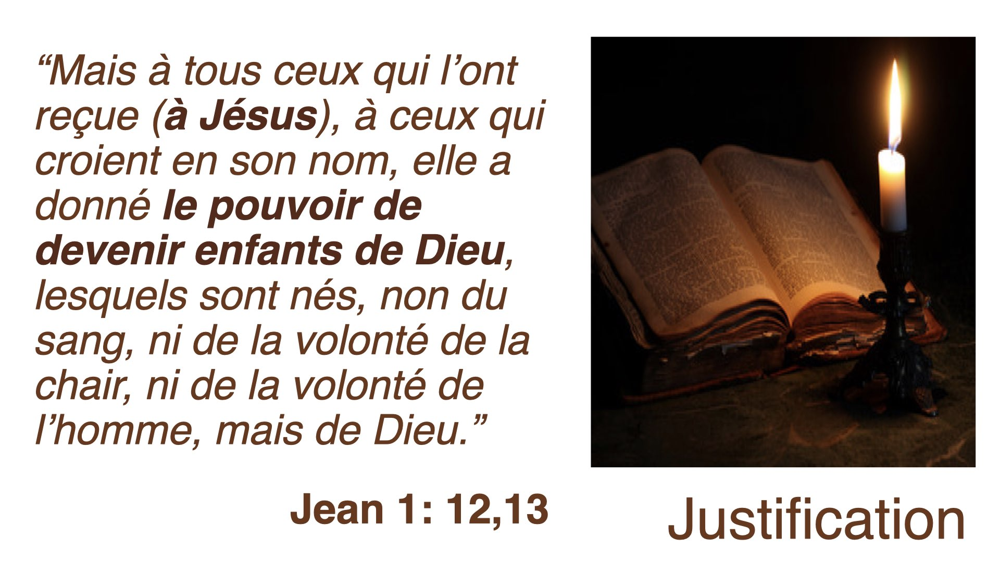 “Mais à tous ceux qui l’ont
reçue (à Jésus), à ceux qui
croient en son nom, elle a
donné le pouvoir de
devenir enfants de Dieu,
lesquels sont nés, non du
sang, ni de la volonté de la
chair, ni de la volonté de
l’homme, mais de Dieu.”
Jean 1: 12,13
Justification